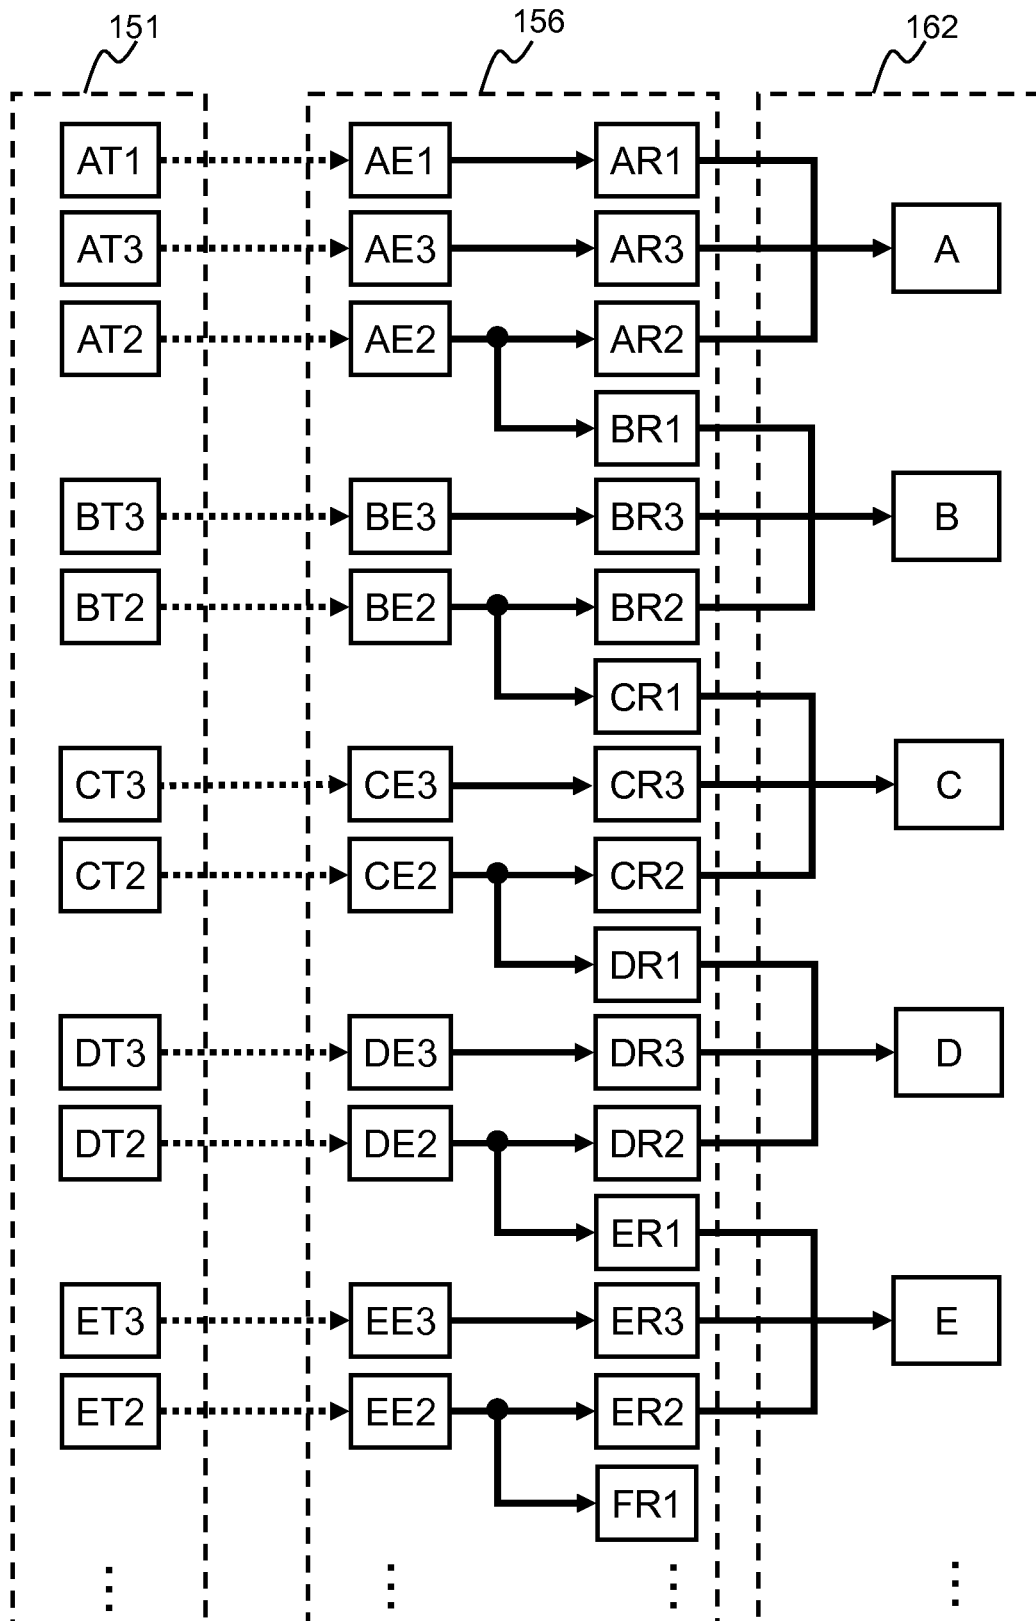 151 156 162
AT1 AE1 AR1
AT3 AE3 AR3 A
AT2 AE2 AR2
BR1
BT3 BE3 BR3 B
BT2 BE2 BR2
CR1
CT3 CE3 CR3 C
CT2 CE2 CR2
DR1
DT3 DE3 DR3 D
DT2 DE2 DR2
ER1
ET3 EE3 ER3 E
ET2 EE2 ER2
FR1